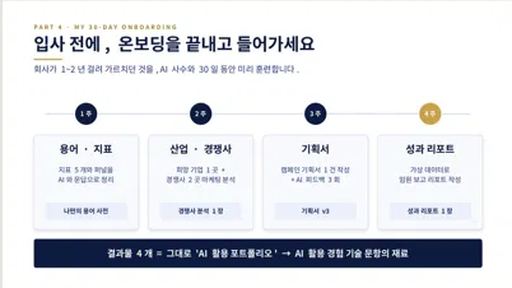 PART 4 · MY 30-DAY ONBOARDING
입사 전에 , 온보딩을 끝내고 들어가세요
회사가 1~2 년 걸려 가르치던 것을 , AI 사수와 30 일 동안 미리 훈련합니다 .
1 주
2 주
3 주
4 주
용어 · 지표
산업 · 경쟁사
기획서
성과 리포트
지표 5 개와 퍼널을
AI 와 문답으로 정리
희망 기업 1 곳 +
경쟁사 2 곳 마케팅 분석
캠페인 기획서 1 건 작성
+ AI 피드백 3 회
가상 데이터로
임원 보고 리포트 작성
나만의 용어 사전
경쟁사 분석 1 장
기획서 v3
성과 리포트 1 장
결과물 4 개 = 그대로 'AI 활용 포트폴리오 ' → AI 활용 경험 기술 문항의 재료